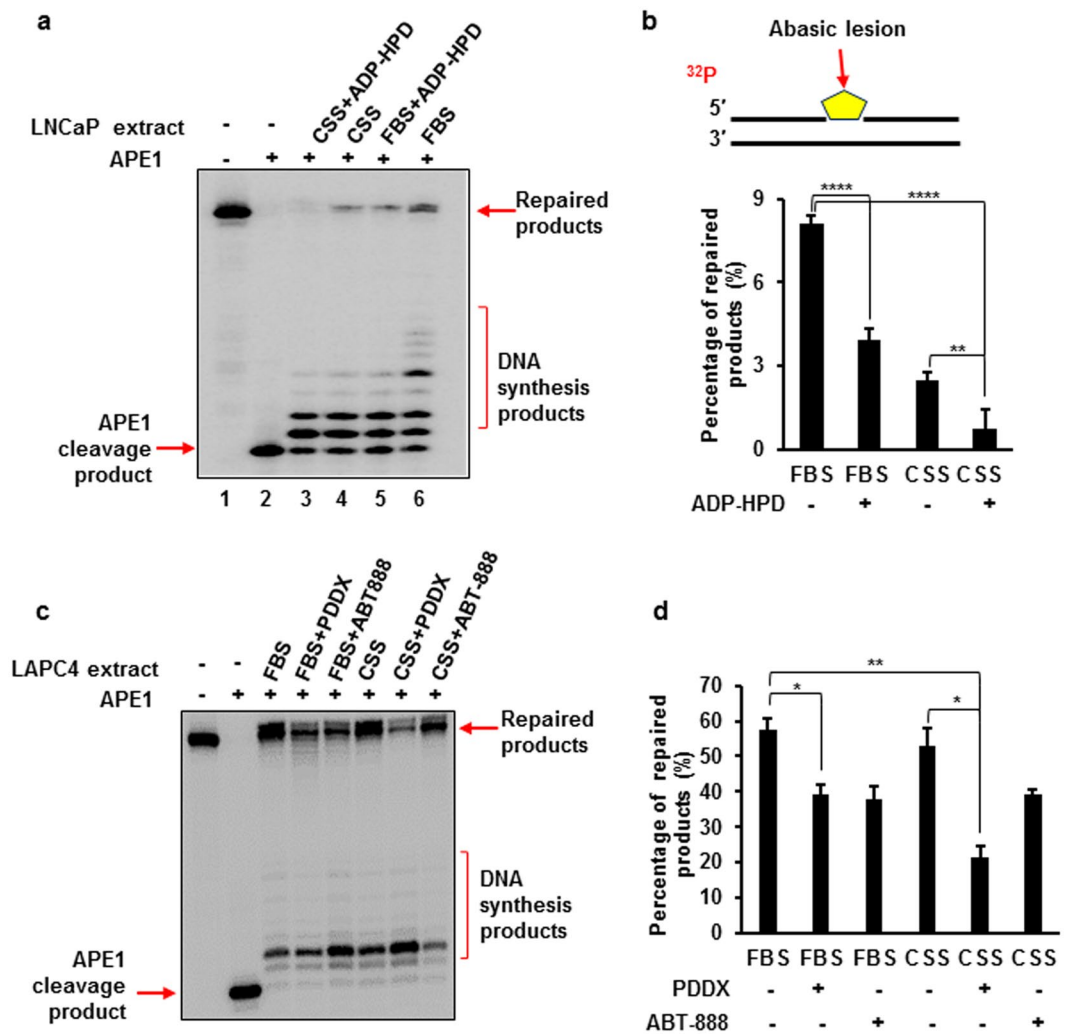 a
CSS+ADP-HPD
CSS
FBS+ADP-HPD
FBS
LNCaP extract - -
APE1 - + + + + +
Repaired
products
DNA
synthesis
products
APE1
cleavage
product
1 2 3 4 5 6
b
Abasic lesion
32P
5′
3′
Percentage of repaired
products (%)
9
6
3
0
**** ****
**
FBS FBS CSS CSS
ADP-HPD - + - +
c
FBS
FBS+PDDX
FBS+ABT888
CSS
CSS+PDDX
CSS+ABT-888
LAPC4 extract - -
APE1 - + + + + + + +
Repaired
products
DNA
synthesis
products
APE1
cleavage
product
d
Percentage of repaired
products (%)
70
60
50
40
30
20
10
0
**
* *
FBS FBS FBS CSS CSS CSS
PDDX - + - - + -
ABT-888 - - + - - +